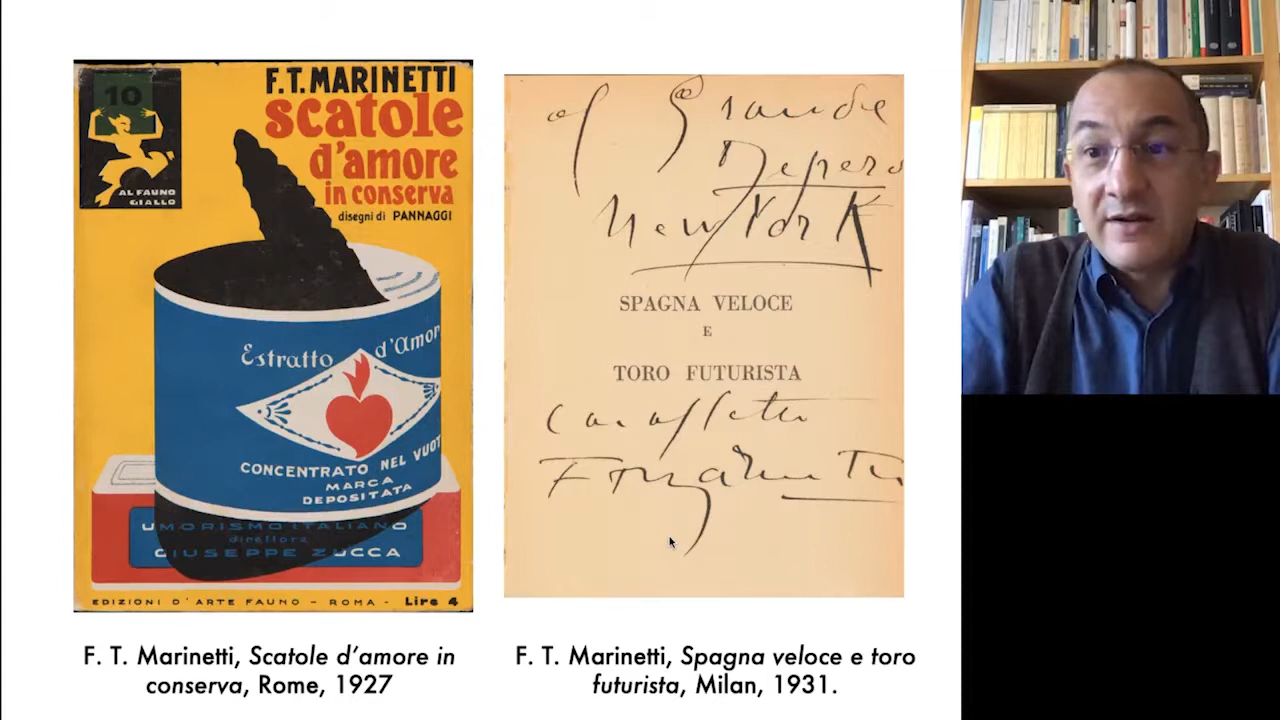 10
AL FAUNO
GIALLO
F.T. MARINETTI
scatole
d'amore
in conserva
disegni di PANNAGGI
Estratto d'Amor
CONCENTRATO NEL VUOT
MARCA
DEPOSITATA
UMORISMO ITALIANO
direttore
GIUSEPPE ZUCCA
EDIZIONI D'ARTE FAUNO - ROMA - Lire 4
al Grande
Depero
New York
SPAGNA VELOCE
E
TORO FUTURISTA
con affetto
F. T. Marinetti, Scatole d'amore in
conserva, Rome, 1927
F. T. Marinetti, Spagna veloce e toro
futurista, Milan, 1931.